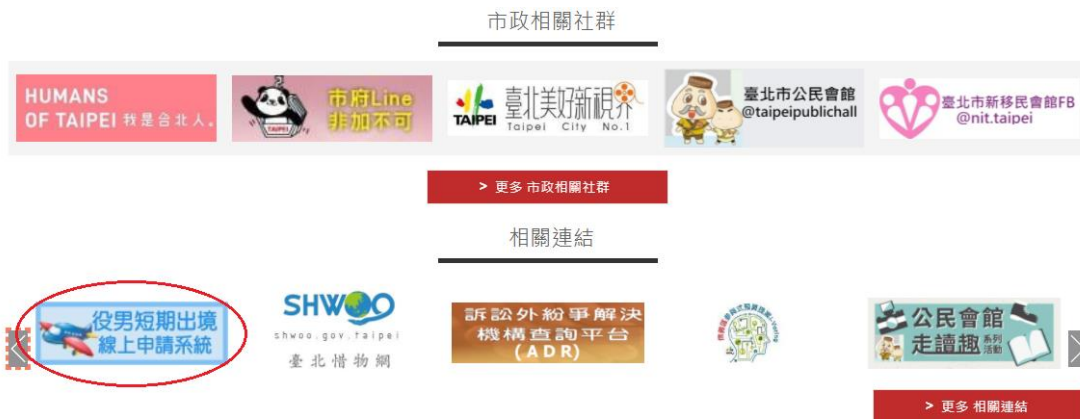 市政相關社群
HUMANS
OF TAIPEI 我是台北人。
TAIPEI
市府Line
非加不可
TAIPEI
臺北美好新視界
Taipei City No.1
臺北市公民會館
@taipeipublichall
臺北市新移民會館FB
@nit.taipei
> 更多 市政相關社群
相關連結
役男短期出境
線上申請系統
SHWOO
shwoo.gov.taipei
臺北惜物網
訴訟外紛爭解決
機構查詢平台
(ADR)
公民會館
走讀趣 系列活動
> 更多 相關連結